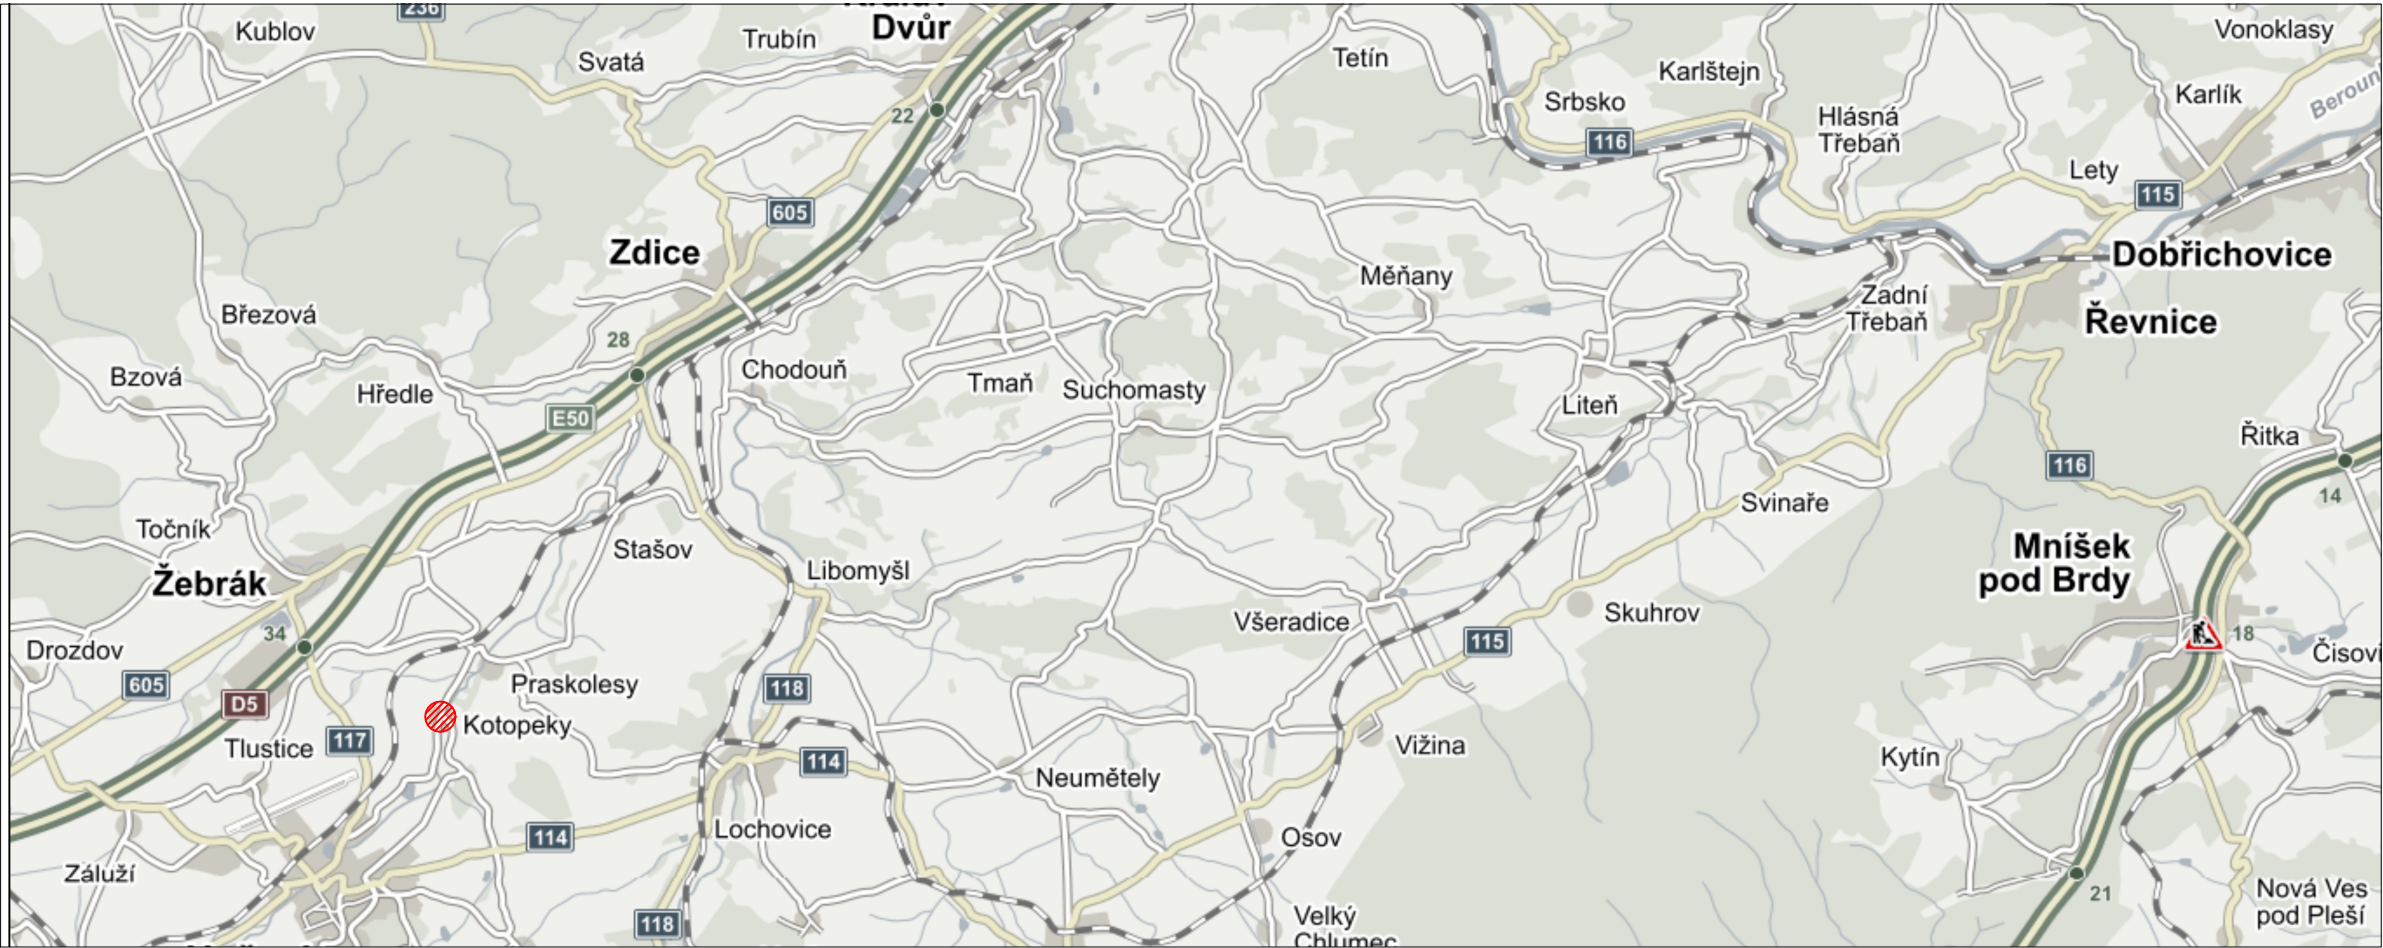 236
Kublov
Svatá
Trubín
Dvůr
22
Tetín
Srbsko
Karlštejn
116
Hlásná
Třebaň
Vonoklasy
Karlík
Lety
115
605
Zdice
Dobřichovice
Měňany
Zadní
Třebaň
Řevnice
Březová
28
Bzová
Hředle
Chodouň
Tmaň
Suchomasty
E50
Liteň
Řitka
116
14
Svinaře
Točník
Stašov
Žebrák
Libomyšl
Mníšek
pod Brdy
Všeradice
Skuhrov
34
Drozdov
115
18
605
D5
Praskolesy
118
Kotopeky
Tlustice
117
Vižina
Kytín
114
Neumětely
114
Lochovice
Osov
Záluží
118
21
Nová Ves
pod Pleší
Velký
Chlumec